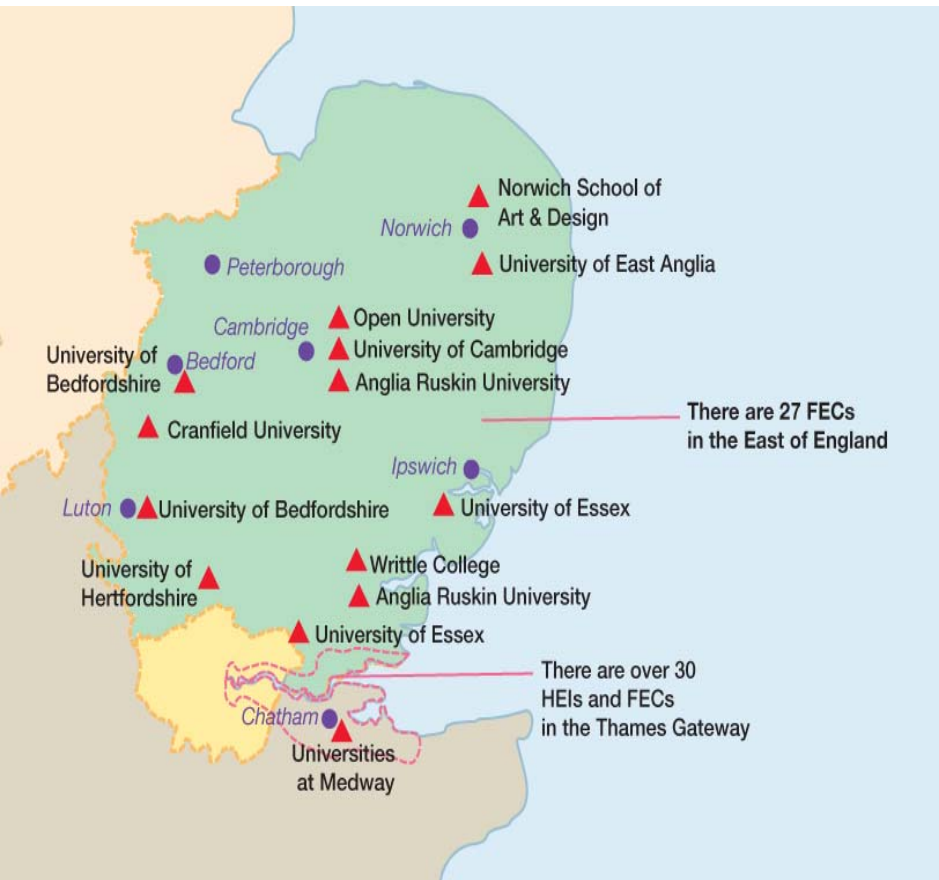 Norwich School of
Art & Design
Norwich
University of East Anglia
Peterborough
Open University
Cambridge
University of Cambridge
University of
Bedfordshire
Bedford
Anglia Ruskin University
There are 27 FECs
in the East of England
Cranfield University
Ipswich
Luton
University of Bedfordshire
University of Essex
University of
Hertfordshire
Writtle College
Anglia Ruskin University
University of Essex
There are over 30
HEIs and FECs
in the Thames Gateway
Chatham
Universities
at Medway